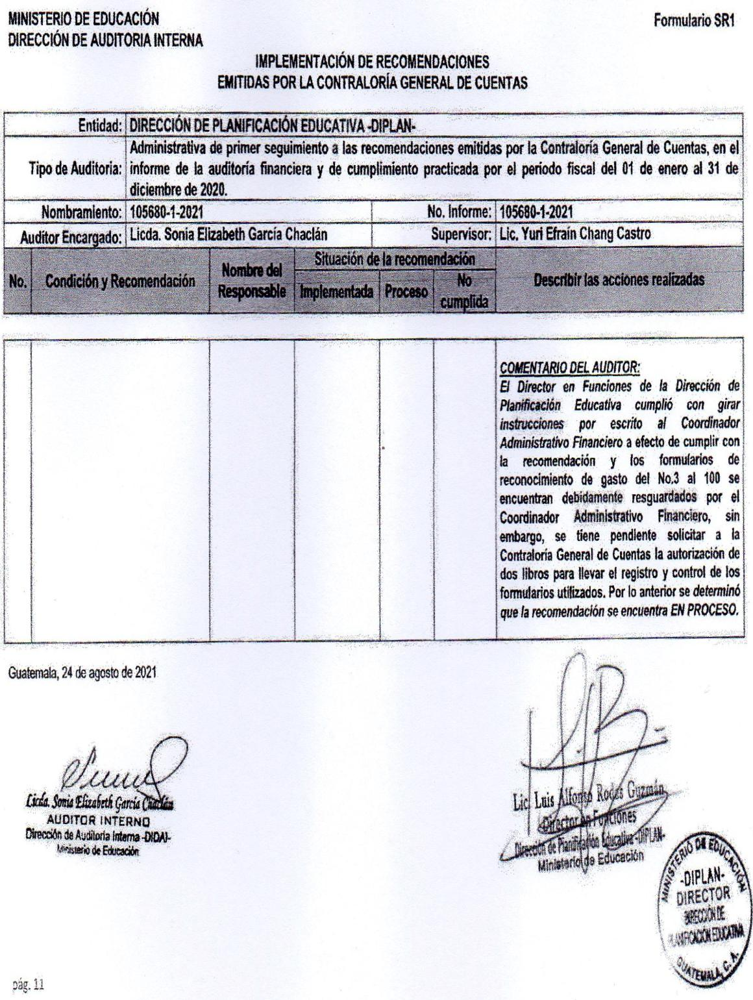 MINISTERIO DE EDUCACIÓN
Formulario SR1
DIRECCIÓN DE AUDITORIA INTERNA
IMPLEMENTACIÓN DE RECOMENDACIONES
EMITIDAS POR LA CONTRALORÍA GENERAL DE CUENTAS
Entidad: DIRECCIÓN DE PLANIFICACIÓN EDUCATIVA -DIPLAN-
Tipo de Auditoria: Administrativa de primer seguimiento a las recomendaciones emitidas por la Contraloría General de Cuentas, en el
informe de la auditoría financiera y de cumplimiento practicada por el periodo fiscal del 01 de enero al 31 de
diciembre de 2020.
Nombramiento: 105680-1-2021 No. Informe: 105680-1-2021
Auditor Encargado: Licda. Sonia Elizabeth García Chaclán Supervisor: Lic. Yuri Efraín Chang Castro
No. Condición y Recomendación Nombre del Responsable Situación de la recomendación Describir las acciones realizadas
Implementada Proceso No cumplida
COMENTARIO DEL AUDITOR:
El Director en Funciones de la Dirección de
Planificación Educativa cumplió con girar
instrucciones por escrito al Coordinador
Administrativo Financiero a efecto de cumplir con
la recomendación y los formularios de
reconocimiento de gasto del No.3 al 100 se
encuentran debidamente resguardados por el
Coordinador Administrativo Financiero, sin
embargo, se tiene pendiente solicitar a la
Contraloría General de Cuentas la autorización de
dos libros para llevar el registro y control de los
formularios utilizados. Por lo anterior se determinó
que la recomendación se encuentra EN PROCESO.
Guatemala, 24 de agosto de 2021
Licda. Sonia Elizabeth García Chaclán
AUDITOR INTERNO
Dirección de Auditoría Interna -DIDAI-
Ministerio de Educación
Lic. Luis Alfonso Rodas Guzmán
Director en Funciones
Dirección de Planificación Educativa -DIPLAN-
Ministerio de Educación
MINISTERIO DE EDUCACIÓN
-DIPLAN-
DIRECTOR
DIRECCIÓN DE
PLANIFICACIÓN EDUCATIVA
GUATEMALA, C. A.
pág. 11